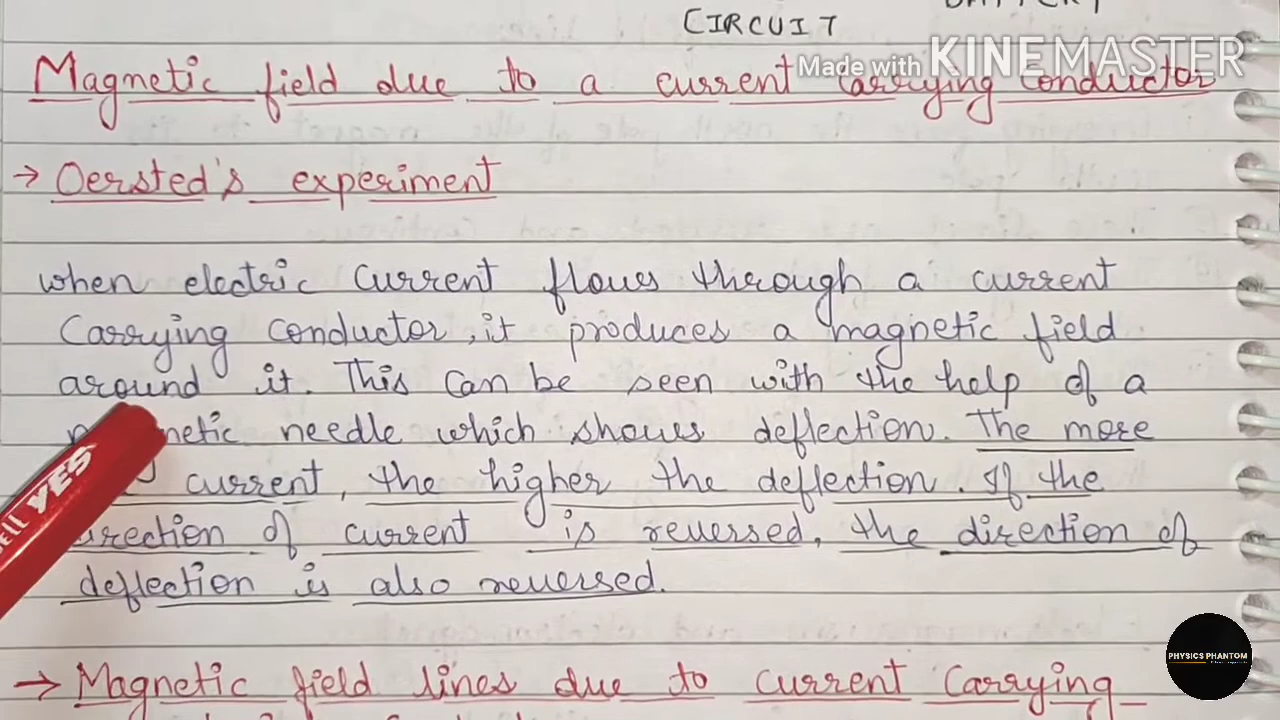 CIRCUIT
Made with KINEMASTER
Magnetic field due to a current carrying conductor
→ Oersted's experiment
when electric current flows through a current
Carrying conductor, it produces a magnetic field
around it. This can be seen with the help of a
needle which shows deflection. The more
current, the higher the deflection. If the
of current is reversed, the direction of
deflection is also reversed.
→ Magnetic field lines due to current Carrying
YES
PHYSICS PHANTOM